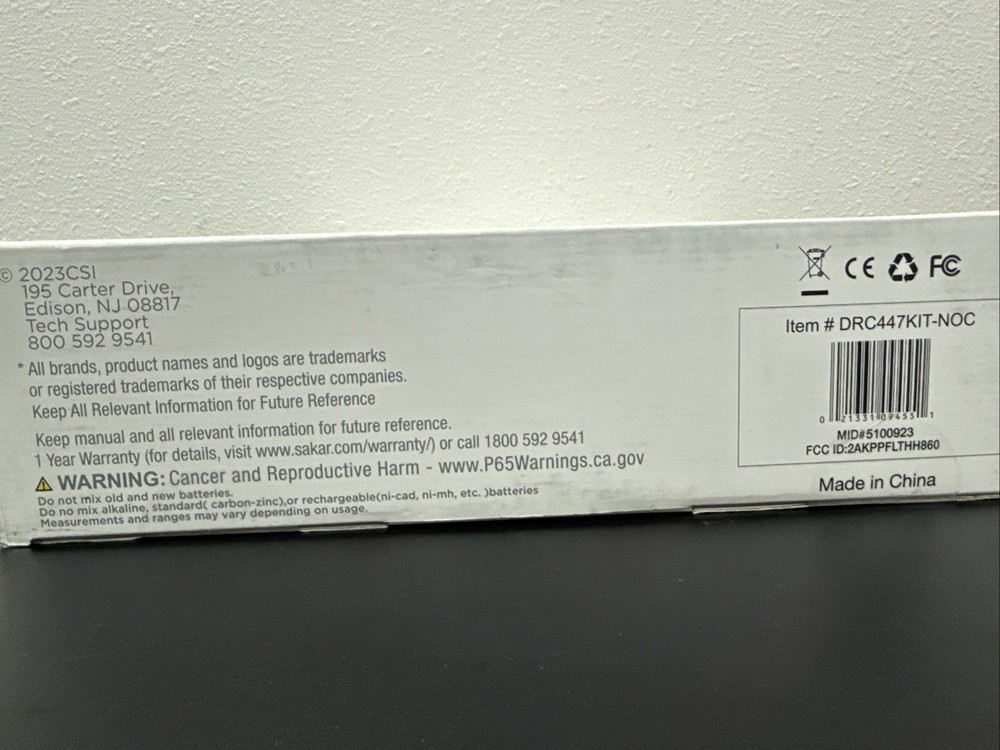 © 2023CSI
195 Carter Drive,
Edison, NJ 08817
Tech Support
800 592 9541
* All brands, product names and logos are trademarks
or registered trademarks of their respective companies.
Keep All Relevant Information for Future Reference
Keep manual and all relevant information for future reference.
1 Year Warranty (for details, visit www.sakar.com/warranty/) or call 1800 592 9541
WARNING: Cancer and Reproductive Harm - www.P65Warnings.ca.gov
Do not mix old and new batteries.
Do no mix alkaline, standard( carbon-zinc),or rechargeable(ni-cad, ni-mh, etc. )batteries
Measurements and ranges may vary depending on usage.
CE FC
Item # DRC447KIT-NOC
0 21331 09455 1
MID#5100923
FCC ID:2AKPPFLTHH860
Made in China